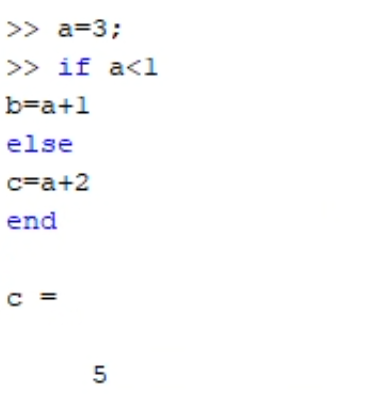 >> a=3;
>> if a<1
b=a+1
else
c=a+2
end
c =
5